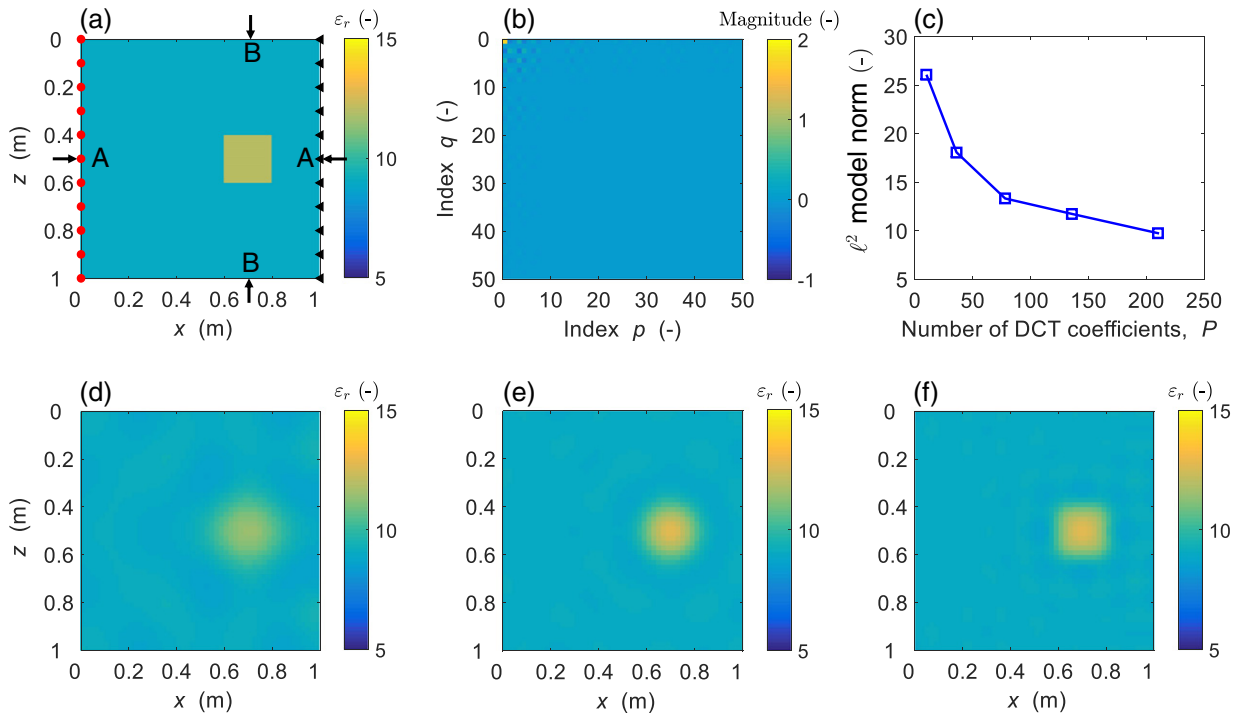 (a)
εr (-)
15
10
5
0
0.2
0.4
0.6
0.8
1
z (m)
B
A
A
B
0 0.2 0.4 0.6 0.8 1
x (m)
(b)
Magnitude (-)
2
1
0
-1
0
10
20
30
40
50
Index q (-)
0 10 20 30 40 50
Index p (-)
(c)
30
25
20
15
10
5
ℓ² model norm (-)
0 50 100 150 200 250
Number of DCT coefficients, P
(d)
εr (-)
15
10
5
0
0.2
0.4
0.6
0.8
1
z (m)
0 0.2 0.4 0.6 0.8 1
x (m)
(e)
εr (-)
15
10
5
0
0.2
0.4
0.6
0.8
1
0 0.2 0.4 0.6 0.8 1
x (m)
(f)
εr (-)
15
10
5
0
0.2
0.4
0.6
0.8
1
0 0.2 0.4 0.6 0.8 1
x (m)